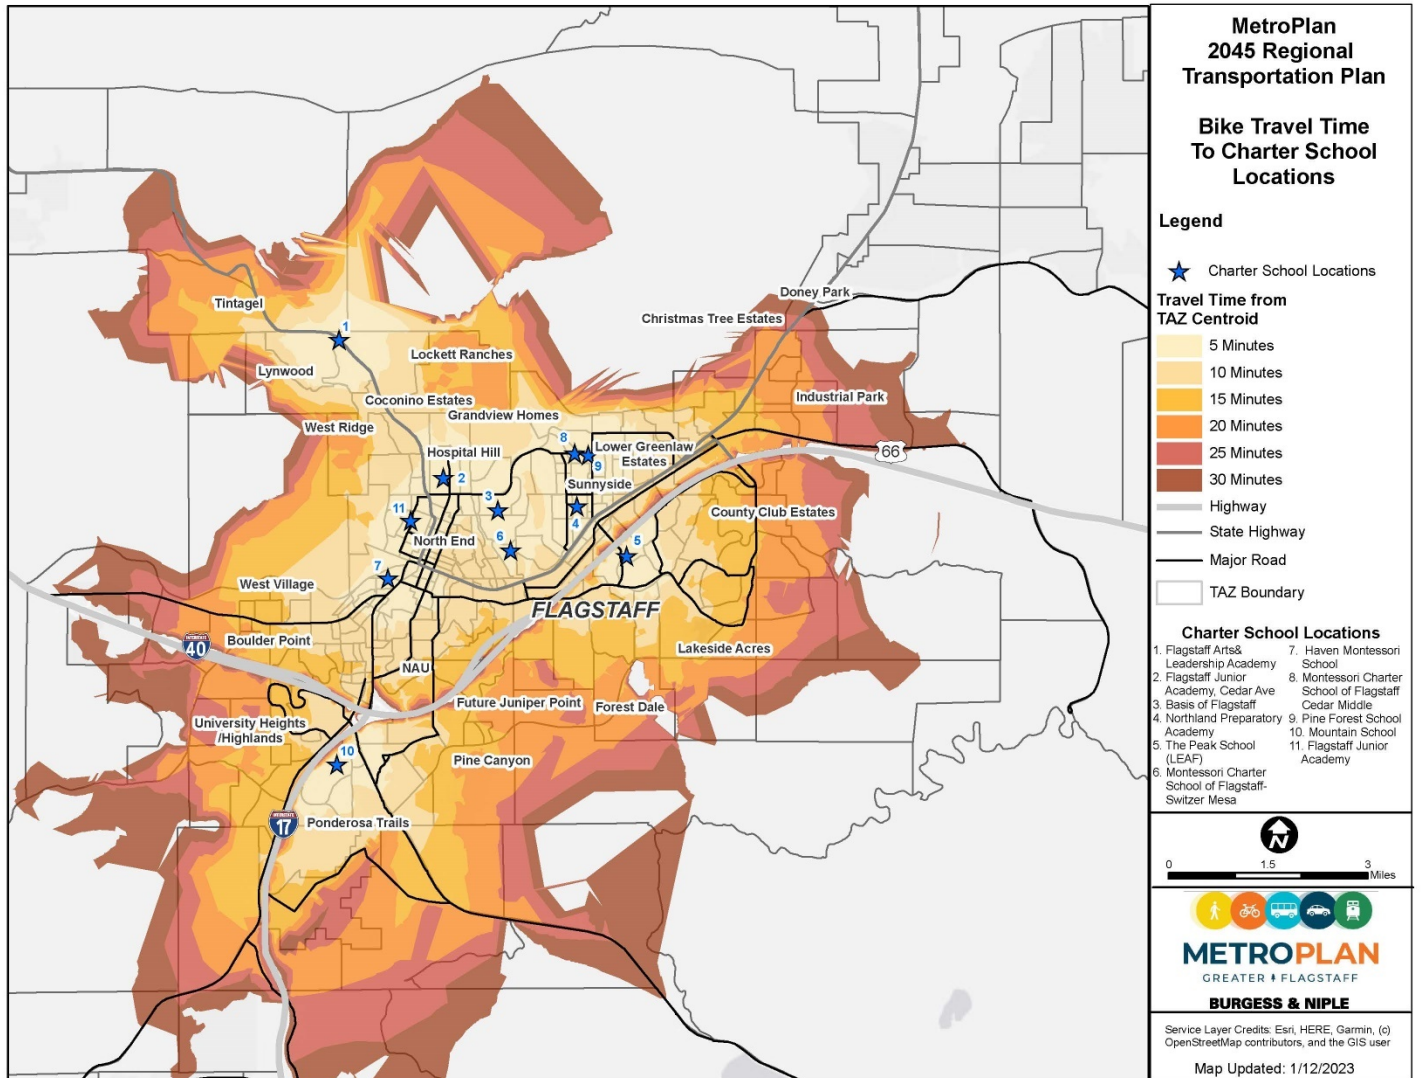 MetroPlan
2045 Regional
Transportation Plan
Bike Travel Time
To Charter School
Locations
Legend
Charter School Locations
Travel Time from
TAZ Centroid
5 Minutes
10 Minutes
15 Minutes
20 Minutes
25 Minutes
30 Minutes
Highway
State Highway
Major Road
TAZ Boundary
Charter School Locations
1. Flagstaff Arts&
Leadership Academy
2. Flagstaff Junior
Academy, Cedar Ave
3. Basis of Flagstaff
4. Northland Preparatory
Academy
5. The Peak School
(LEAF)
6. Montessori Charter
School of Flagstaff-
Switzer Mesa
7. Haven Montessori
School
8. Montessori Charter
School of Flagstaff
Cedar Middle
9. Pine Forest School
10. Mountain School
11. Flagstaff Junior
Academy
N
0 1.5 3
Miles
METROPLAN
GREATER FLAGSTAFF
BURGESS & NIPLE
Service Layer Credits: Esri, HERE, Garmin, (c)
OpenStreetMap contributors, and the GIS user
Map Updated: 1/12/2023
Doney Park
Tintagel
Christmas Tree Estates
1
Lockett Ranches
Lynwood
Coconino Estates
Industrial Park
Grandview Homes
West Ridge
8
Hospital Hill
Lower Greenlaw
Estates
66
9
2
Sunnyside
3
11
4
County Club Estates
North End
6
5
7
West Village
FLAGSTAFF
Boulder Point
INTERSTATE
40
Lakeside Acres
NAU
Future Juniper Point
Forest Dale
University Heights
/Highlands
10
Pine Canyon
INTERSTATE
17
Ponderosa Trails